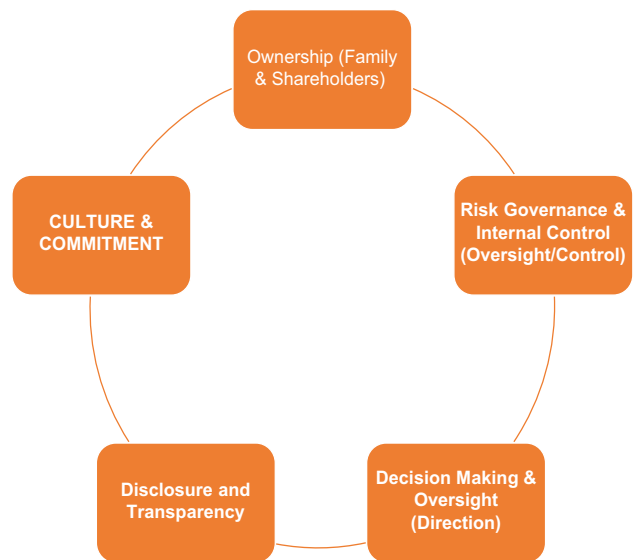 Ownership (Family
& Shareholders)
Risk Governance &
Internal Control
(Oversight/Control)
Decision Making &
Oversight
(Direction)
Disclosure and
Transparency
CULTURE &
COMMITMENT